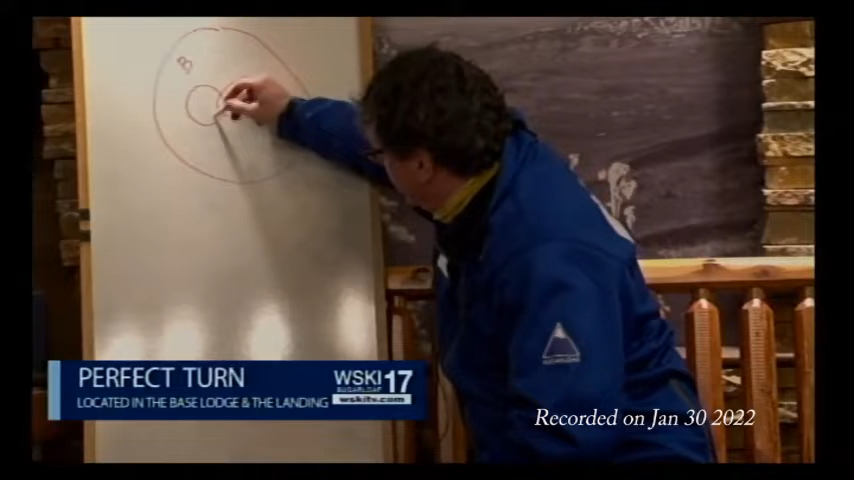 B
SUGARLOAF
PERFECT TURN
WSKI 17
SUGARLOAF
wskitv.com
LOCATED IN THE BASE LODGE & THE LANDING
Recorded on Jan 30 2022